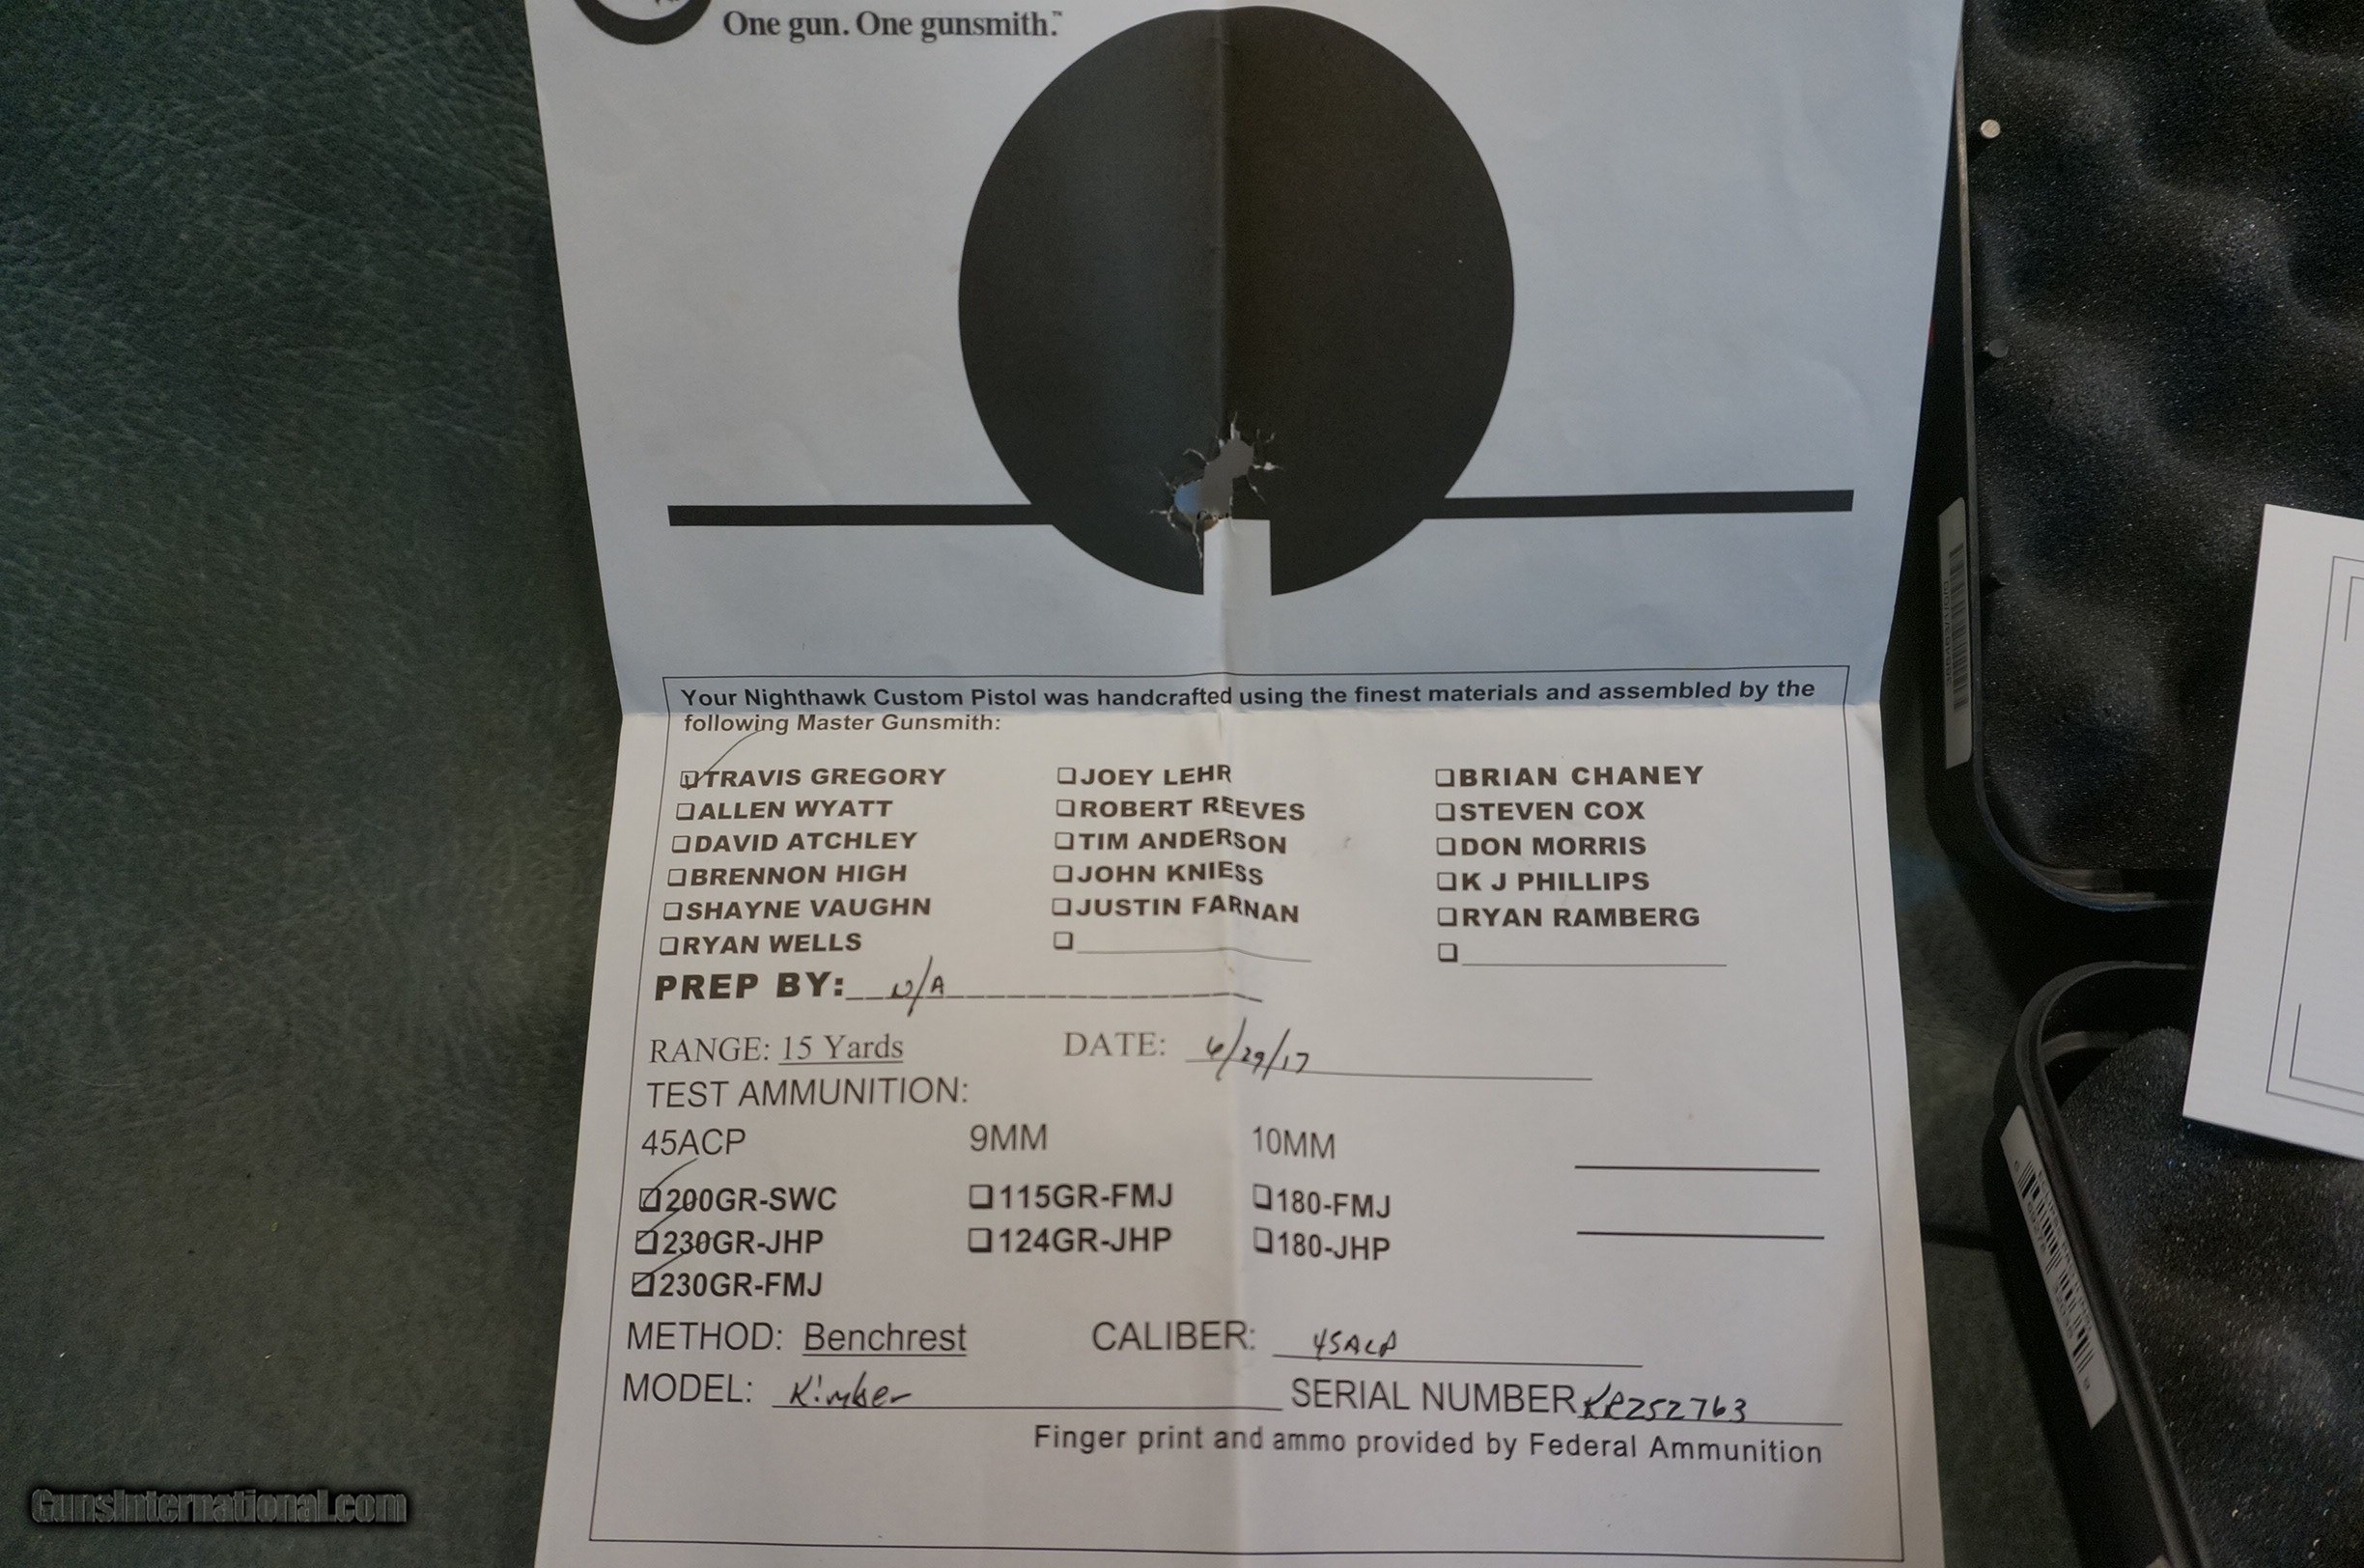 One gun. One gunsmith.™
Your Nighthawk Custom Pistol was handcrafted using the finest materials and assembled by the
following Master Gunsmith:
TRAVIS GREGORY
ALLEN WYATT
DAVID ATCHLEY
BRENNON HIGH
SHAYNE VAUGHN
RYAN WELLS
JOEY LEHR
ROBERT REEVES
TIM ANDERSON
JOHN KNIESS
JUSTIN FARNAN
BRIAN CHANEY
STEVEN COX
DON MORRIS
K J PHILLIPS
RYAN RAMBERG
PREP BY: N/A
RANGE: 15 Yards DATE: 6/29/17
TEST AMMUNITION:
45ACP 9MM 10MM
200GR-SWC 115GR-FMJ 180-FMJ
230GR-JHP 124GR-JHP 180-JHP
230GR-FMJ
METHOD: Benchrest CALIBER: 45ACP
MODEL: Kimber SERIAL NUMBER KR252763
Finger print and ammo provided by Federal Ammunition
GunsInternational.com